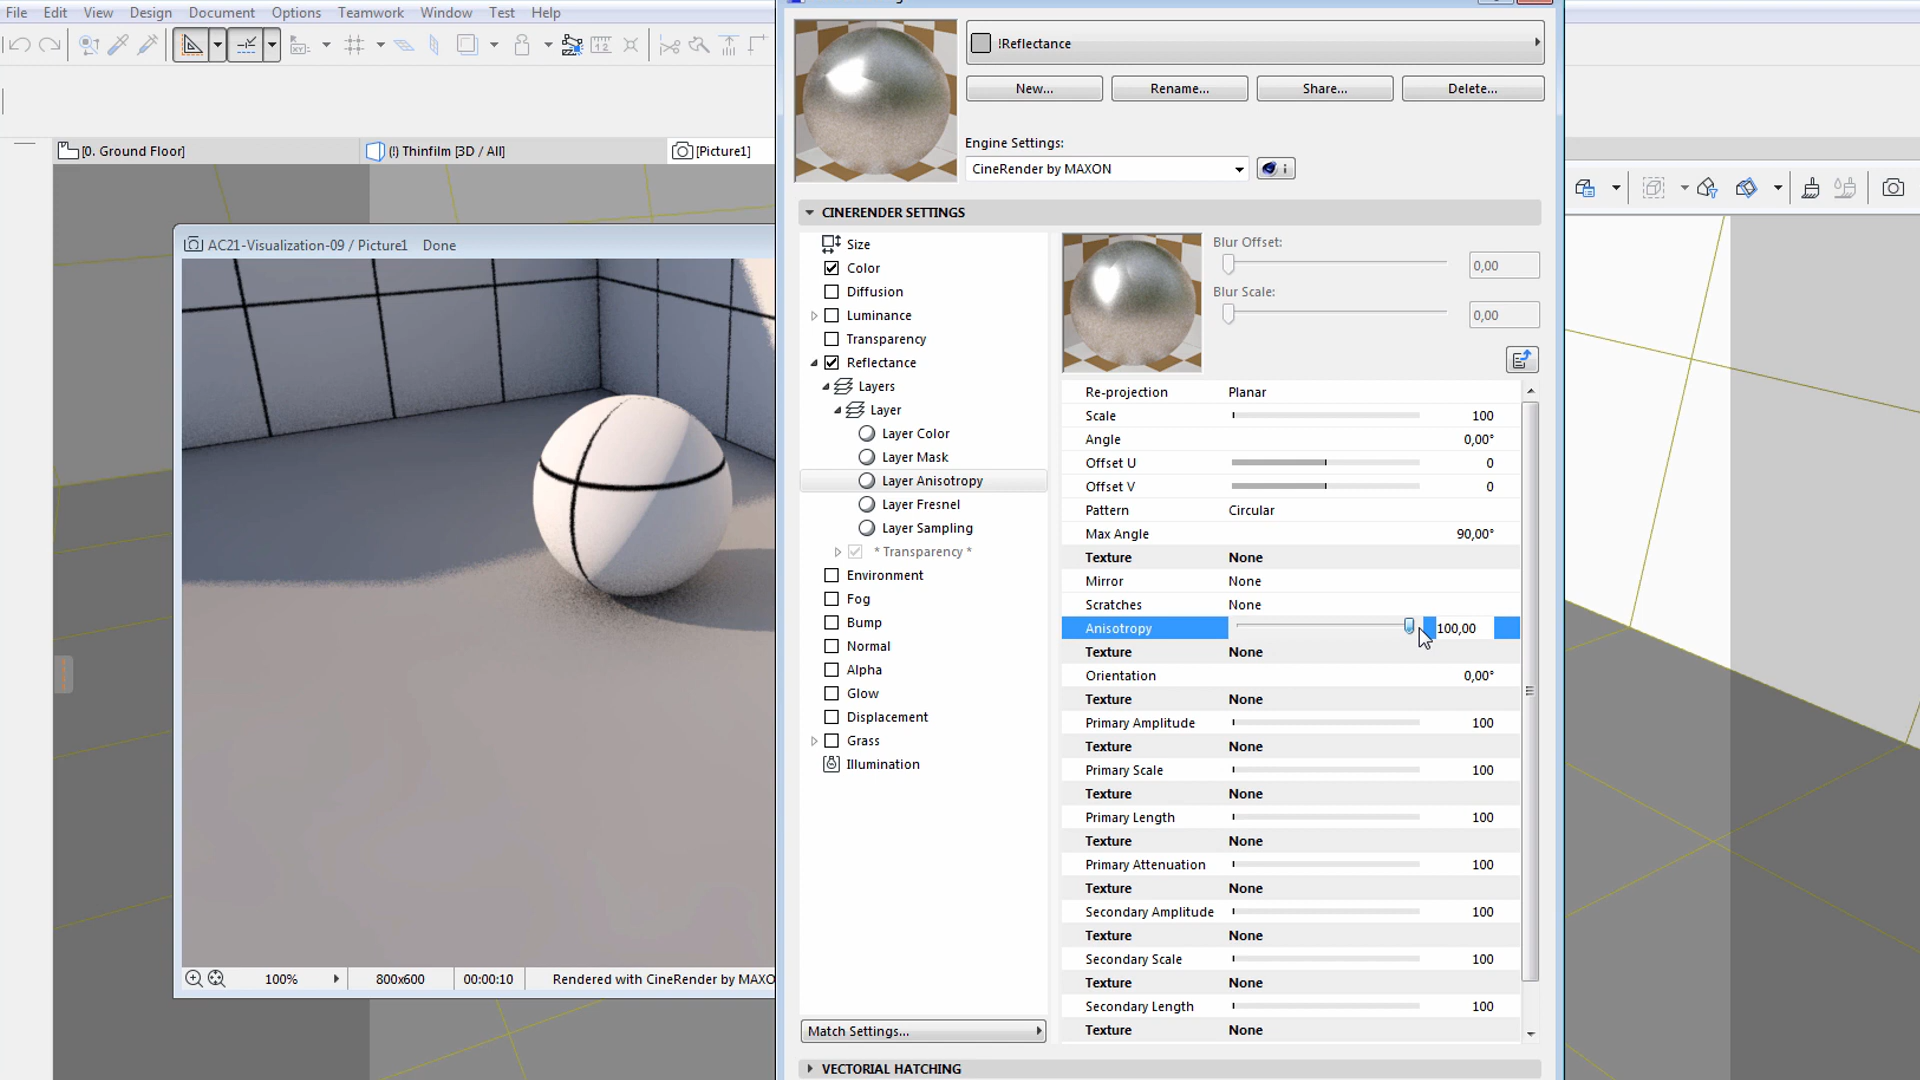 File Edit View Design Document Options Teamwork Window Test Help
!Reflectance
New... Rename... Share... Delete...
Engine Settings:
CineRender by MAXON
i
[0. Ground Floor]
(!) Thinfilm [3D / All]
[Picture1]
CINERENDER SETTINGS
AC21-Visualization-09 / Picture1 Done
Size
Color
Diffusion
Luminance
Transparency
Reflectance
Layers
Layer
Layer Color
Layer Mask
Layer Anisotropy
Layer Fresnel
Layer Sampling
* Transparency *
Environment
Fog
Bump
Normal
Alpha
Glow
Displacement
Grass
Illumination
Match Settings...
Blur Offset:
0,00
Blur Scale:
0,00
Re-projection Planar
Scale 100
Angle 0,00°
Offset U 0
Offset V 0
Pattern Circular
Max Angle 90,00°
Texture None
Mirror None
Scratches None
Anisotropy 100,00
Texture None
Orientation 0,00°
Texture None
Primary Amplitude 100
Texture None
Primary Scale 100
Texture None
Primary Length 100
Texture None
Primary Attenuation 100
Texture None
Secondary Amplitude 100
Texture None
Secondary Scale 100
Texture None
Secondary Length 100
Texture None
100% 800x600 00:00:10 Rendered with CineRender by MAXO
VECTORIAL HATCHING